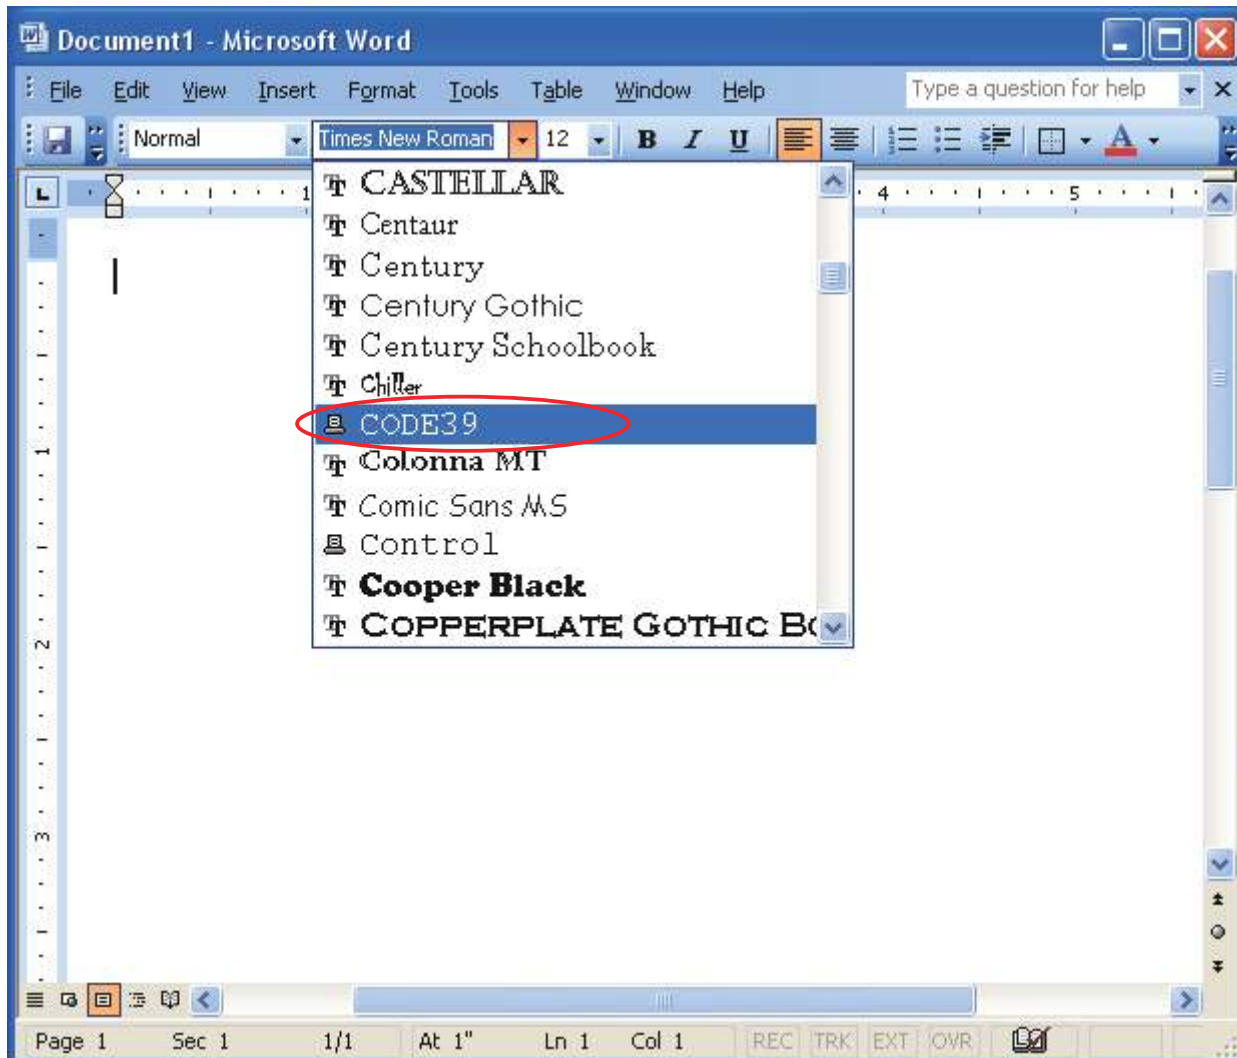 Document1 - Microsoft Word
File Edit View Insert Format Tools Table Window Help Type a question for help
Normal Times New Roman 12 B I U A
L 1 4 5
CASTELLAR
Centaur
Century
Century Gothic
Century Schoolbook
Chiller
CODE39
Colonna MT
Comic Sans MS
Control
Cooper Black
COPPERPLATE GOTHIC BO
1
2
3
Page 1 Sec 1 1/1 At 1" Ln 1 Col 1 REC TRK EXT OVR